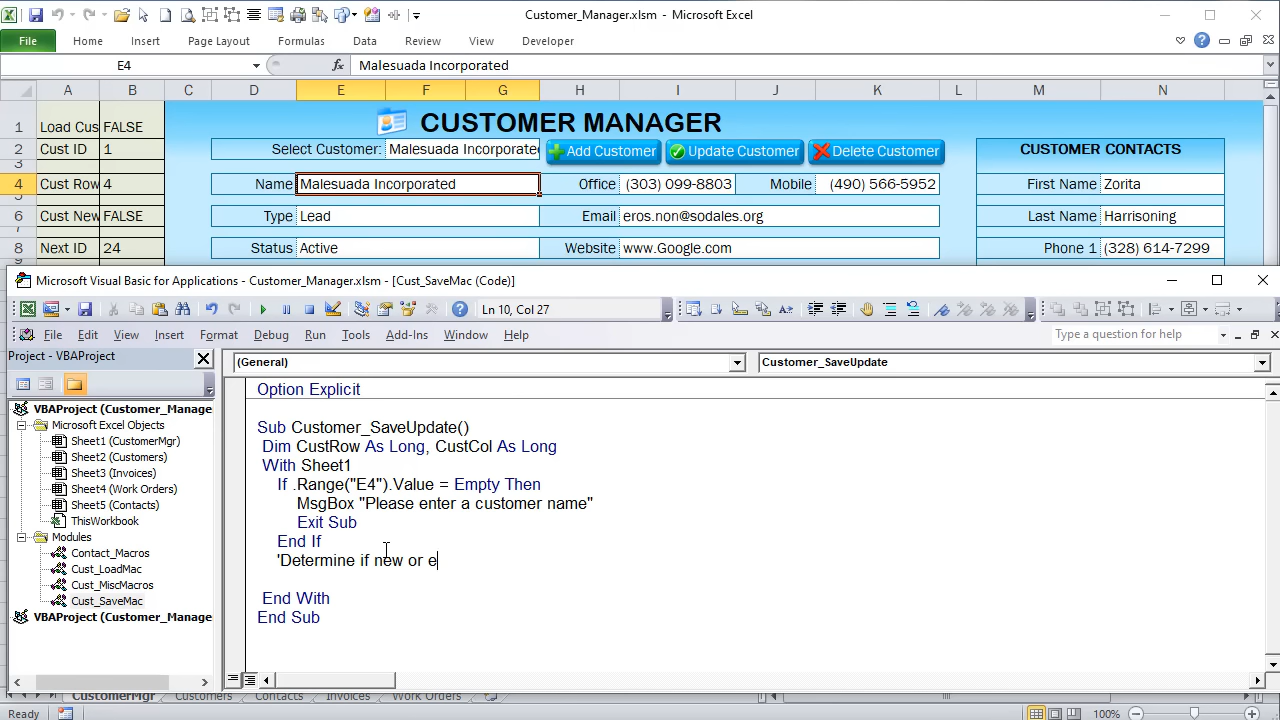 Customer_Manager.xlsm - Microsoft Excel
File Home Insert Page Layout Formulas Data Review View Developer
E4 fx Malesuada Incorporated
A B C D E F G H I J K L M N
1 Load Cus FALSE CUSTOMER MANAGER
2 Cust ID 1 Select Customer: Malesuada Incorporated Add Customer Update Customer Delete Customer CUSTOMER CONTACTS
3
4 Cust Row 4 Name Malesuada Incorporated Office (303) 099-8803 Mobile (490) 566-5952 First Name Zorita
6 Cust New FALSE Type Lead Email eros.non@sodales.org Last Name Harrisoning
8 Next ID 24 Status Active Website www.Google.com Phone 1 (328) 614-7299
Microsoft Visual Basic for Applications - Customer_Manager.xlsm - [Cust_SaveMac (Code)]
Ln 10, Col 27
File Edit View Insert Format Debug Run Tools Add-Ins Window Help Type a question for help
Project - VBAProject
(General) Customer_SaveUpdate
VBAProject (Customer_Manage
Microsoft Excel Objects
Sheet1 (CustomerMgr)
Sheet2 (Customers)
Sheet3 (Invoices)
Sheet4 (Work Orders)
Sheet5 (Contacts)
ThisWorkbook
Modules
Contact_Macros
Cust_LoadMac
Cust_MiscMacros
Cust_SaveMac
VBAProject (Customer_Manage
Option Explicit
Sub Customer_SaveUpdate()
Dim CustRow As Long, CustCol As Long
With Sheet1
If .Range("E4").Value = Empty Then
MsgBox "Please enter a customer name"
Exit Sub
End If
'Determine if new or e
End With
End Sub
CustomerMgr Customers Contacts Invoices Work Orders
Ready 100%